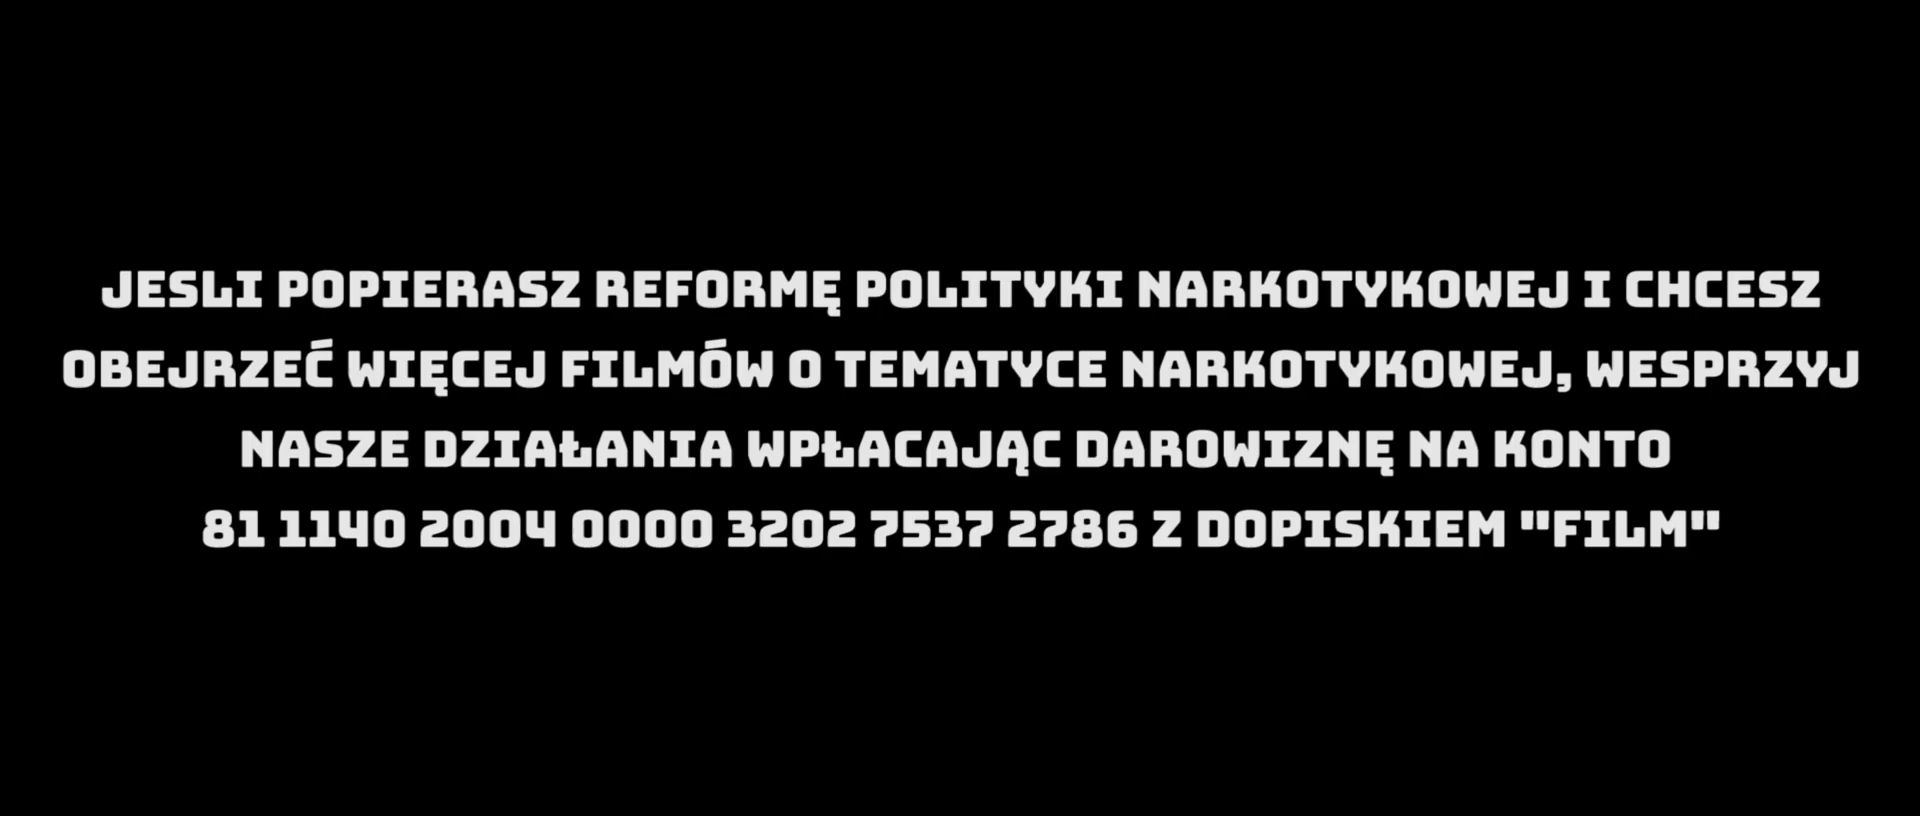 JESLI POPIERASZ REFORMĘ POLITYKI NARKOTYKOWEJ I CHCESZ
OBEJRZEĆ WIĘCEJ FILMÓW O TEMATYCE NARKOTYKOWEJ, WESPRZYJ
NASZE DZIAŁANIA WPŁACAJĄC DAROWIZNĘ NA KONTO
81 1140 2004 0000 3202 7537 2786 Z DOPISKIEM "FILM"